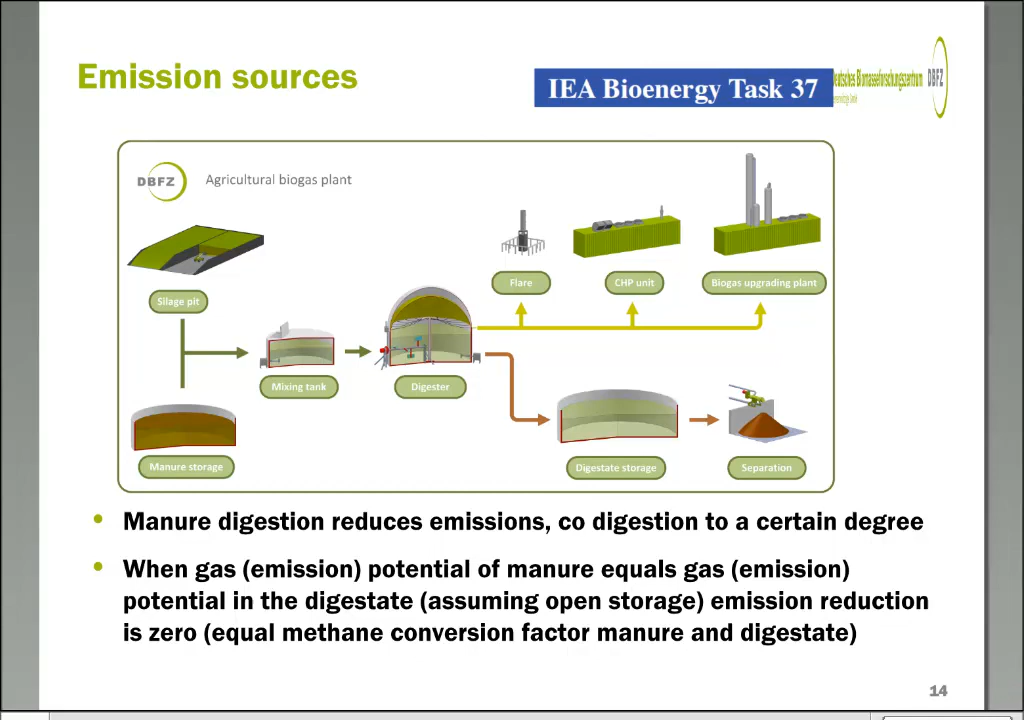 Emission sources
IEA Bioenergy Task 37
Deutsches Biomasseforschungszentrum
DBFZ
DBFZ
Agricultural biogas plant
Silage pit
Flare
CHP unit
Biogas upgrading plant
Mixing tank
Digester
Manure storage
Digestate storage
Separation
• Manure digestion reduces emissions, co digestion to a certain degree
• When gas (emission) potential of manure equals gas (emission)
potential in the digestate (assuming open storage) emission reduction
is zero (equal methane conversion factor manure and digestate)
14